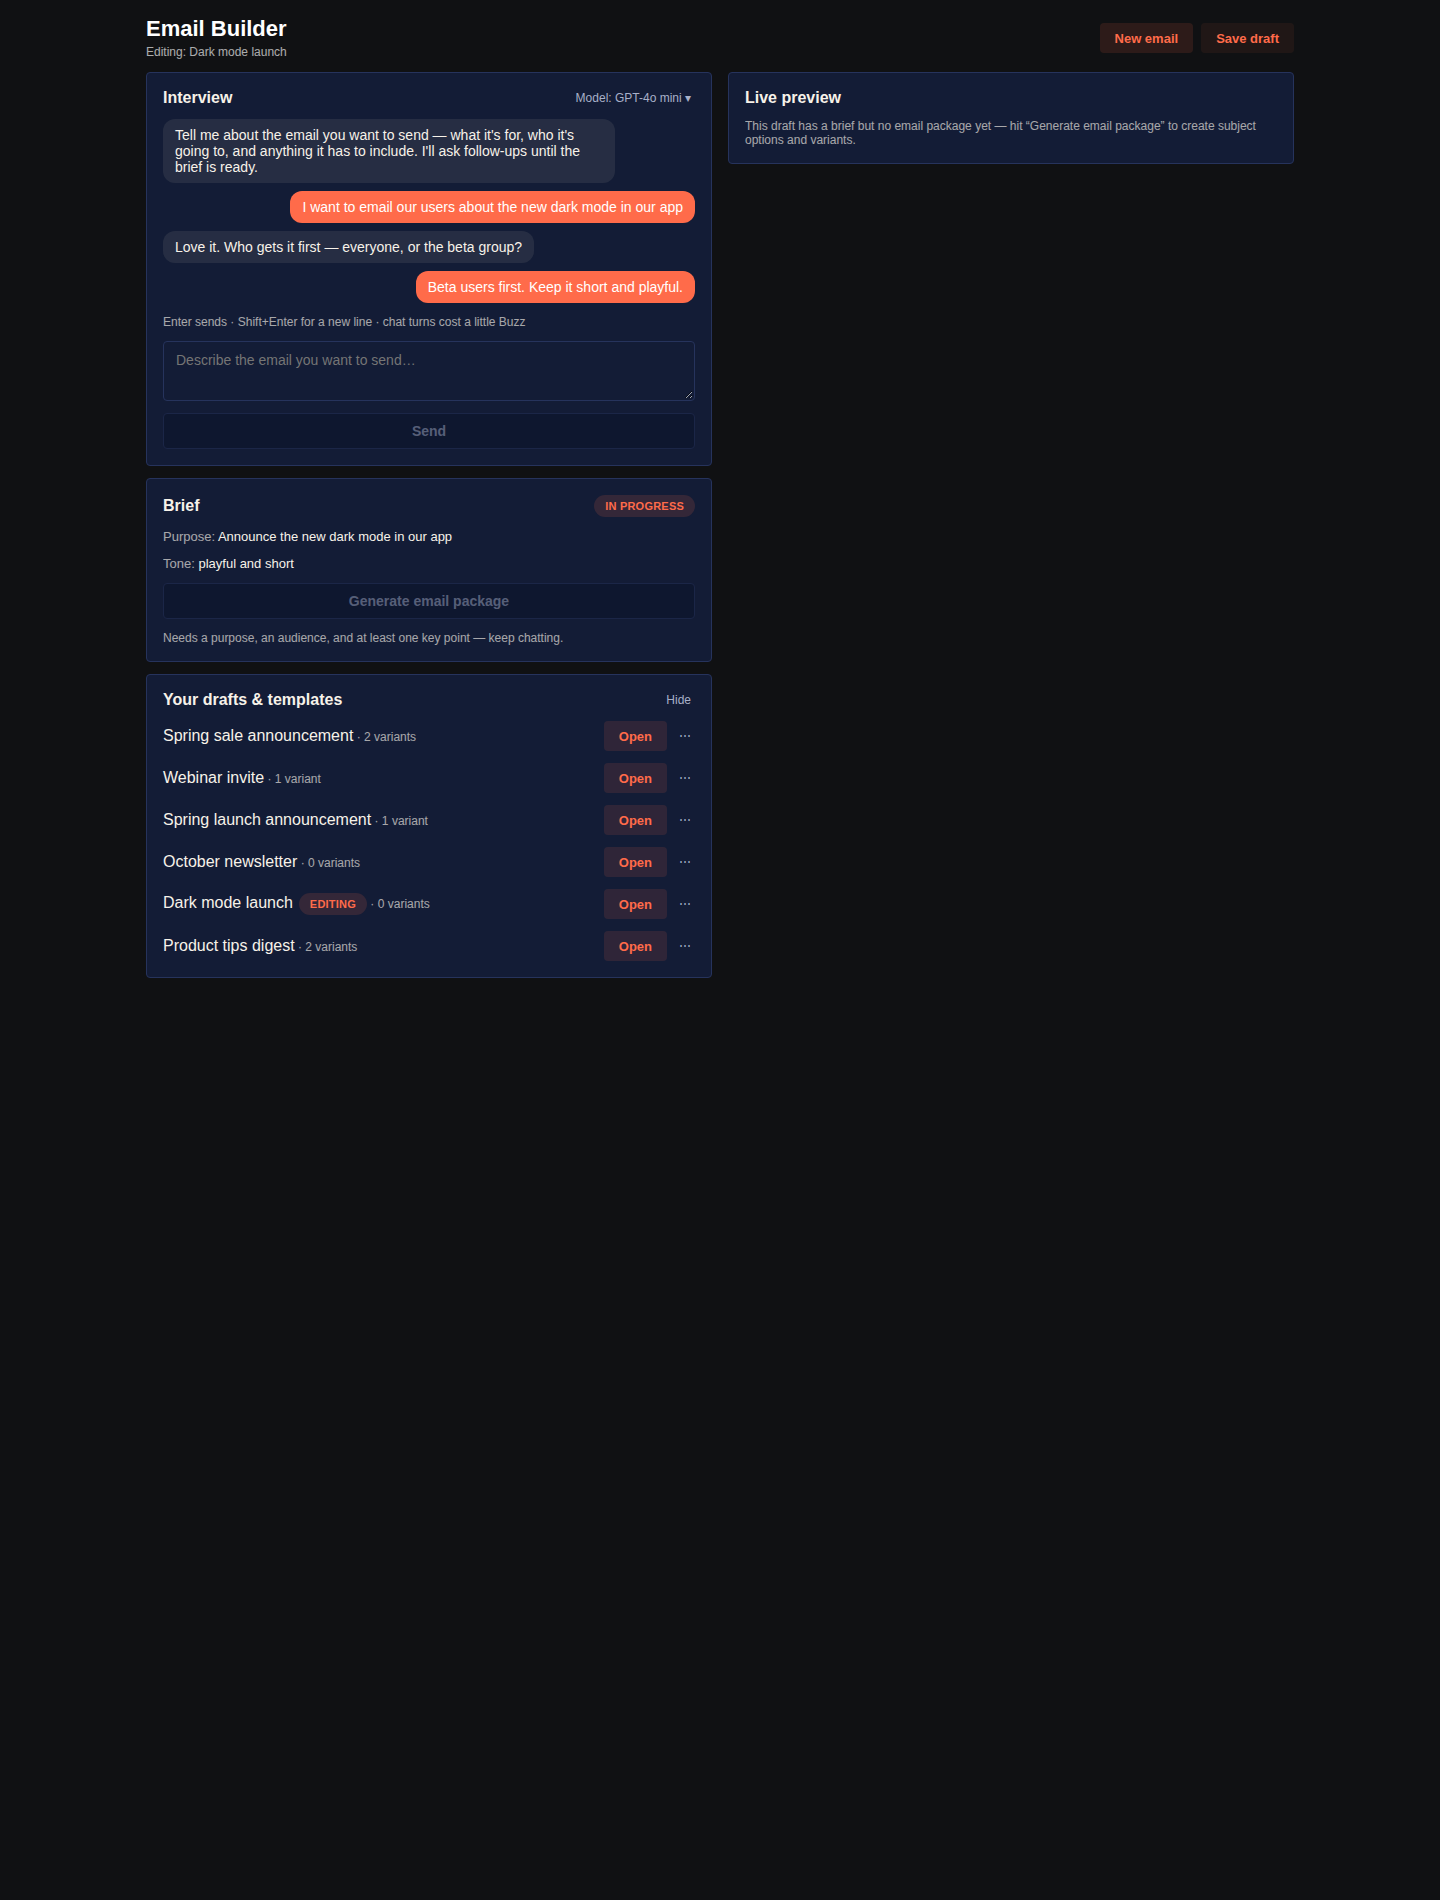 Email Builder
Editing: Dark mode launch
New email
Save draft
Interview
Model: GPT-4o mini ▾
Tell me about the email you want to send — what it's for, who it's
going to, and anything it has to include. I'll ask follow-ups until the
brief is ready.
I want to email our users about the new dark mode in our app
Love it. Who gets it first — everyone, or the beta group?
Beta users first. Keep it short and playful.
Enter sends · Shift+Enter for a new line · chat turns cost a little Buzz
Describe the email you want to send…
Send
Brief
IN PROGRESS
Purpose: Announce the new dark mode in our app
Tone: playful and short
Generate email package
Needs a purpose, an audience, and at least one key point — keep chatting.
Your drafts & templates
Hide
Spring sale announcement · 2 variants
Open
···
Webinar invite · 1 variant
Open
···
Spring launch announcement · 1 variant
Open
···
October newsletter · 0 variants
Open
···
Dark mode launch EDITING · 0 variants
Open
···
Product tips digest · 2 variants
Open
···
Live preview
This draft has a brief but no email package yet — hit “Generate email package” to create subject
options and variants.